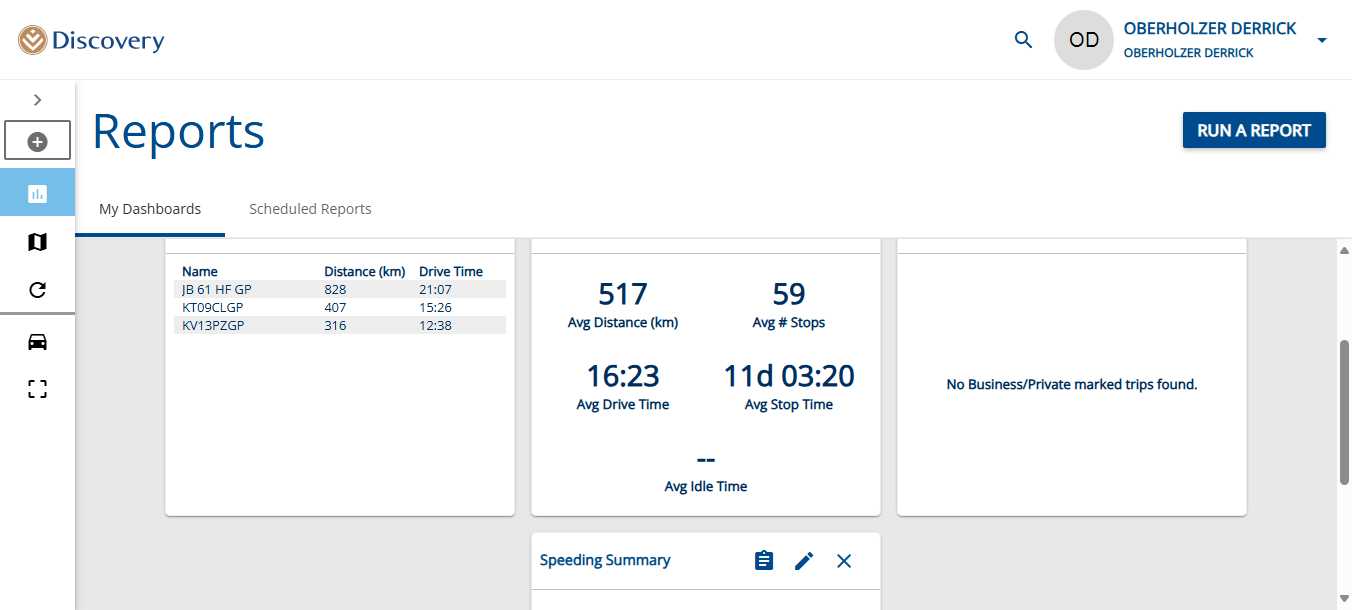 Discovery
OD
OBERHOLZER DERRICK
OBERHOLZER DERRICK
Reports
RUN A REPORT
My Dashboards
Scheduled Reports
Name Distance (km) Drive Time
JB 61 HF GP 828 21:07
KT09CLGP 407 15:26
KV13PZGP 316 12:38
517
Avg Distance (km)
59
Avg # Stops
16:23
Avg Drive Time
11d 03:20
Avg Stop Time
--
Avg Idle Time
No Business/Private marked trips found.
Speeding Summary